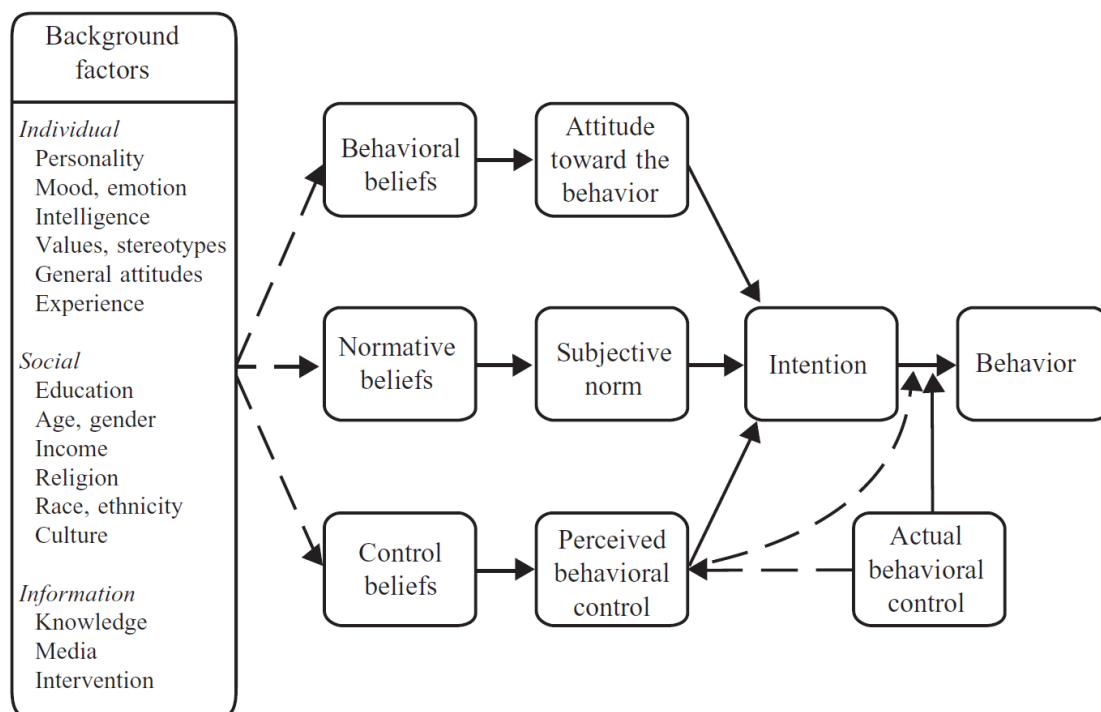 Background
factors
Individual
Personality
Mood, emotion
Intelligence
Values, stereotypes
General attitudes
Experience
Social
Education
Age, gender
Income
Religion
Race, ethnicity
Culture
Information
Knowledge
Media
Intervention
Behavioral
beliefs
Attitude
toward the
behavior
Normative
beliefs
Subjective
norm
Intention
Behavior
Control
beliefs
Perceived
behavioral
control
Actual
behavioral
control